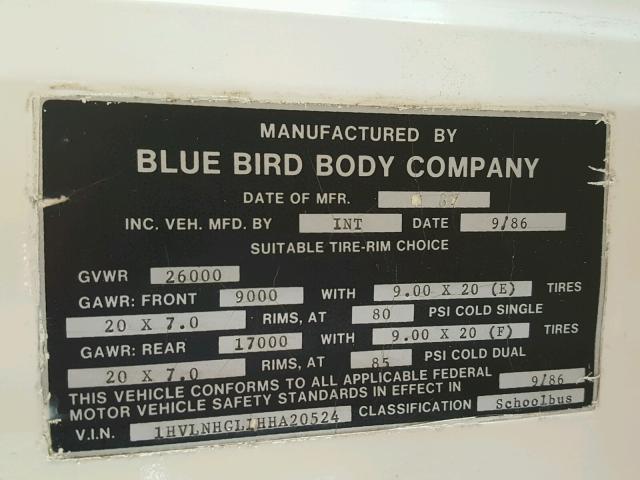 MANUFACTURED BY
BLUE BIRD BODY COMPANY
DATE OF MFR. 87
INC. VEH. MFD. BY INT DATE 9/86
SUITABLE TIRE-RIM CHOICE
GVWR 26000
GAWR: FRONT 9000 WITH 9.00 X 20 (E) TIRES
20 X 7.0 RIMS, AT 80 PSI COLD SINGLE
GAWR: REAR 17000 WITH 9.00 X 20 (F) TIRES
20 X 7.0 RIMS, AT 85 PSI COLD DUAL
THIS VEHICLE CONFORMS TO ALL APPLICABLE FEDERAL
MOTOR VEHICLE SAFETY STANDARDS IN EFFECT IN 9/86
V.I.N. 1HVLNHGL1HHA20524 CLASSIFICATION Schoolbus